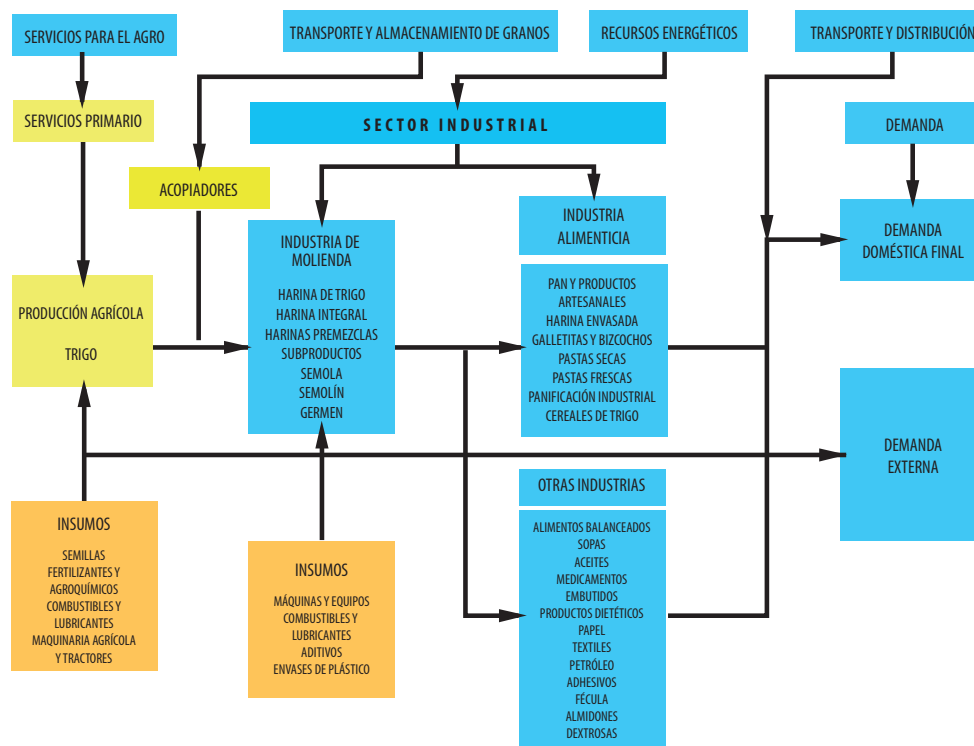 SERVICIOS PARA EL AGRO
TRANSPORTE Y ALMACENAMIENTO DE GRANOS
RECURSOS ENERGÉTICOS
TRANSPORTE Y DISTRIBUCIÓN
SERVICIOS PRIMARIO
SECTOR INDUSTRIAL
DEMANDA
ACOPIADORES
INDUSTRIA DE
MOLIENDA
HARINA DE TRIGO
HARINA INTEGRAL
HARINAS PREMEZCLAS
SUBPRODUCTOS
SEMOLA
SEMOLÍN
GERMEN
INDUSTRIA
ALIMENTICIA
DEMANDA
DOMÉSTICA FINAL
PRODUCCIÓN AGRÍCOLA
TRIGO
PAN Y PRODUCTOS
ARTESANALES
HARINA ENVASADA
GALLETITAS Y BIZCOCHOS
PASTAS SECAS
PASTAS FRESCAS
PANIFICACIÓN INDUSTRIAL
CEREALES DE TRIGO
DEMANDA
EXTERNA
INSUMOS
SEMILLAS
FERTILIZANTES Y
AGROQUÍMICOS
COMBUSTIBLES Y
LUBRICANTES
MAQUINARIA AGRÍCOLA
Y TRACTORES
INSUMOS
MÁQUINAS Y EQUIPOS
COMBUSTIBLES Y
LUBRICANTES
ADITIVOS
ENVASES DE PLÁSTICO
OTRAS INDUSTRIAS
ALIMENTOS BALANCEADOS
SOPAS
ACEITES
MEDICAMENTOS
EMBUTIDOS
PRODUCTOS DIETÉTICOS
PAPEL
TEXTILES
PETRÓLEO
ADHESIVOS
FÉCULA
ALMIDONES
DEXTROSAS